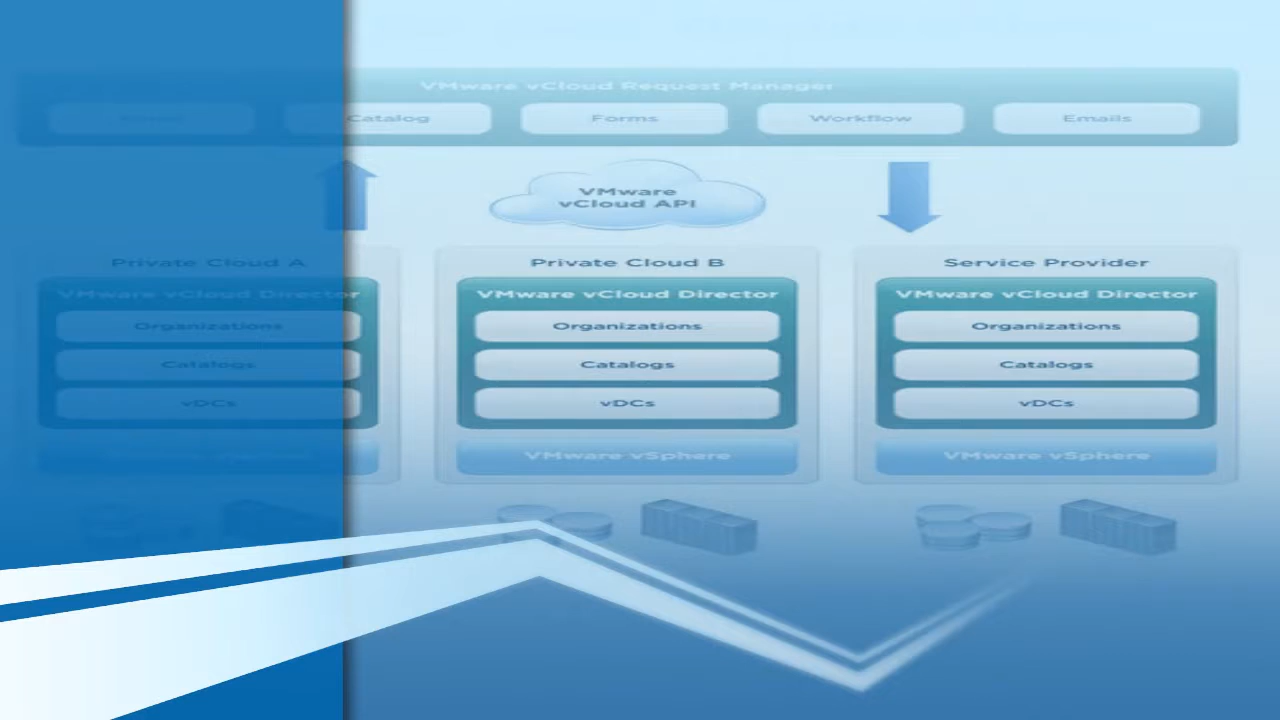 VMware vCloud Request Manager
Catalog
Forms
Workflow
Emails
VMware
vCloud API
Private Cloud A
Private Cloud B
Service Provider
VMware vCloud Director
VMware vCloud Director
VMware vCloud Director
Organizations
Organizations
Organizations
Catalogs
Catalogs
Catalogs
vDCs
vDCs
vDCs
VMware vSphere
VMware vSphere